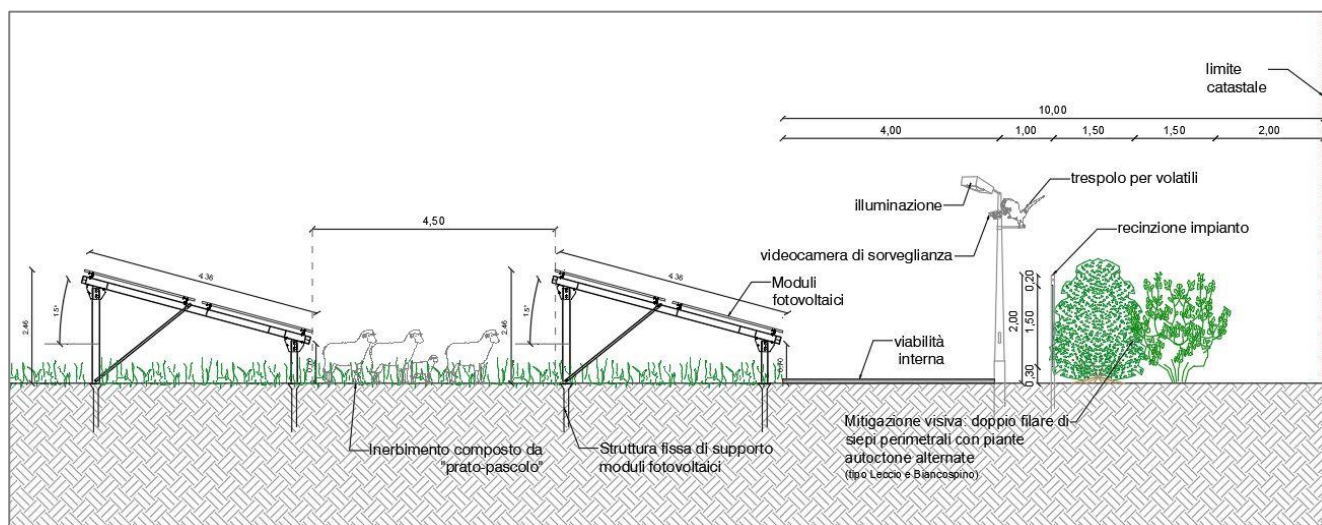 limite
catastale
10,00
4,00
1,00
1,50
1,50
2,00
illuminazione
trespolo per volatili
4,50
videocamera di sorveglianza
recinzione impianto
4.36
4.36
Moduli
fotovoltaici
2.46
15°
2.46
15°
2,00
0,20
1,50
0,30
viabilità
interna
Inerbimento composto da
"prato-pascolo"
Struttura fissa di supporto
moduli fotovoltaici
Mitigazione visiva: doppio filare di
siepi perimetrali con piante
autoctone alternate
(tipo Leccio e Biancospino)